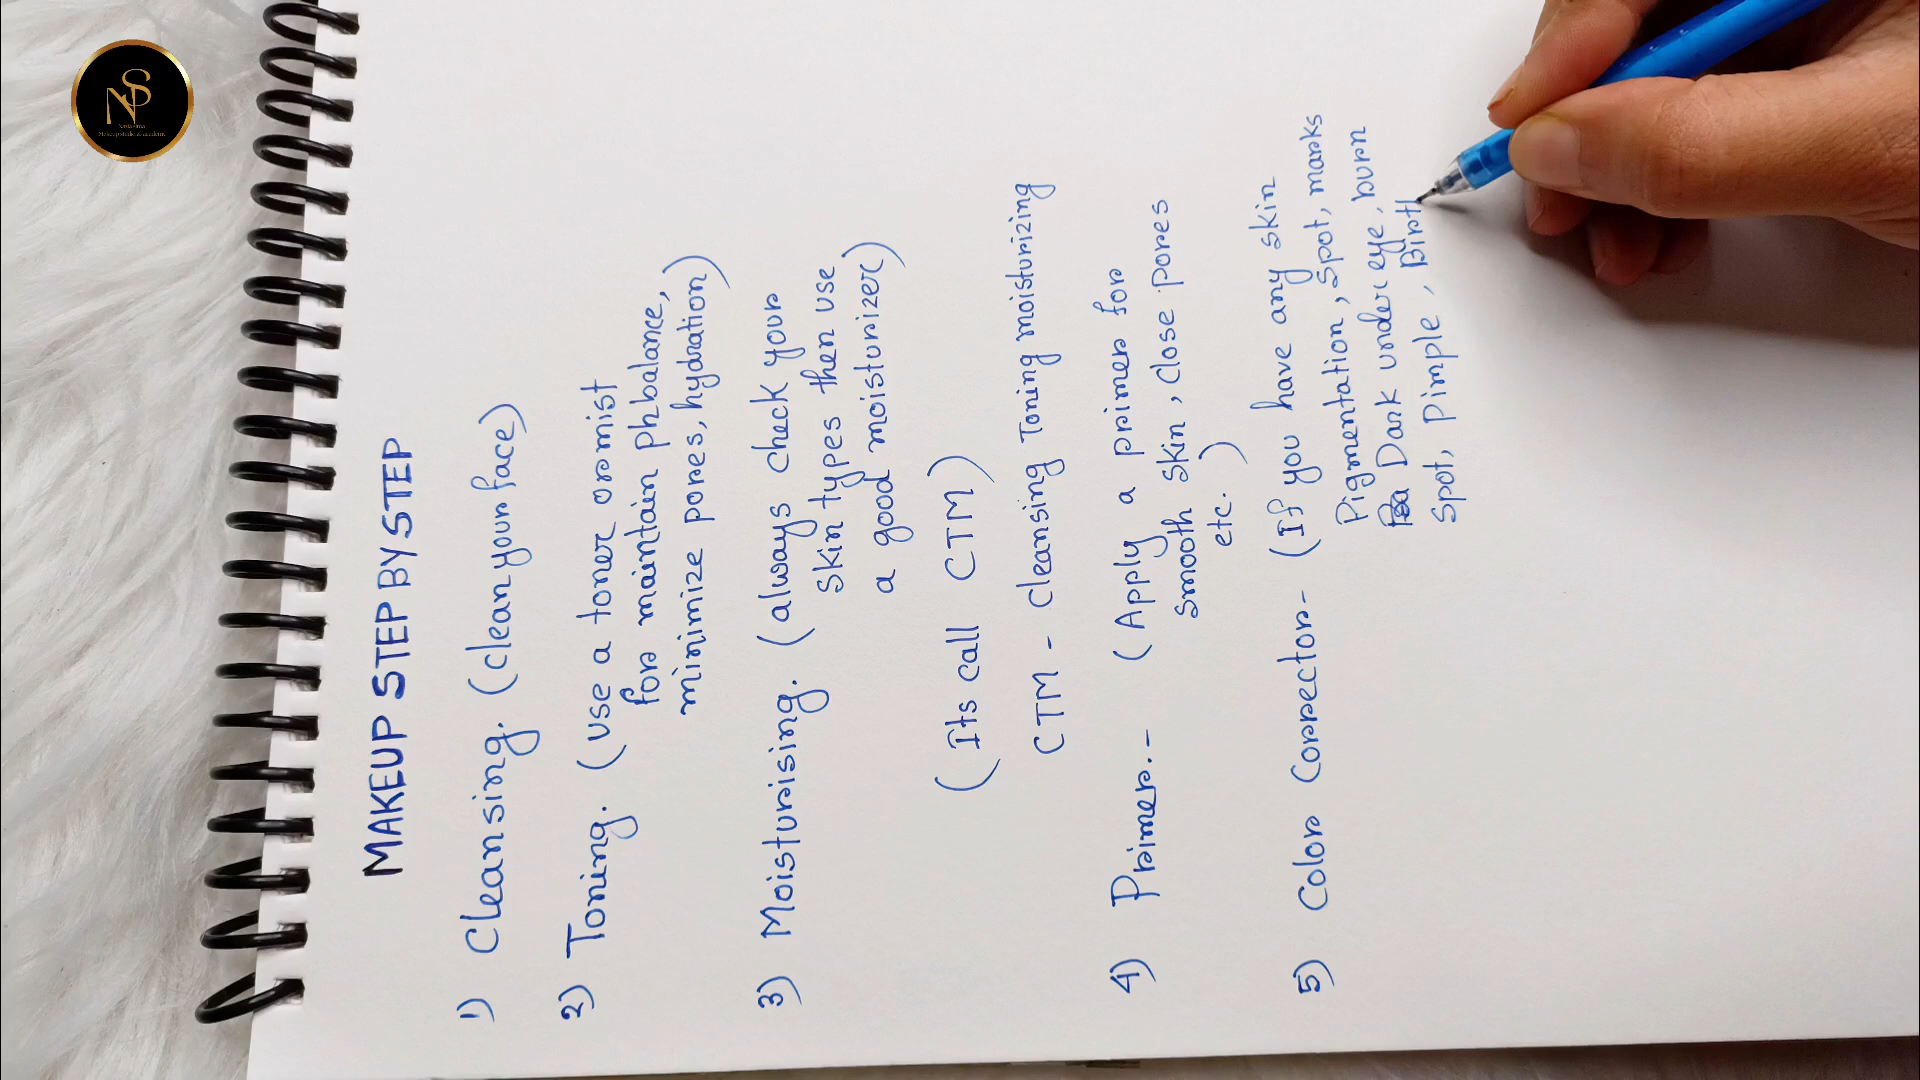 NS
MAKEUP STEP BY STEP
1) Cleansing. (clean your face)
2) Toning. (use a toner or mist
for maintain phbalance,
minimize pores, hydration)
3) Moisturising. (always check your
skin types then use
a good moisturizer)
(Its call CTM)
CTM - Cleansing Toning moisturizing
4) Primer.- (Apply a primer for
smooth skin, close pores
etc.)
5) Color Corrector- (If you have any skin
Pigmentation, spot, marks
Dark under eye, burn
spot, Pimple, Birth